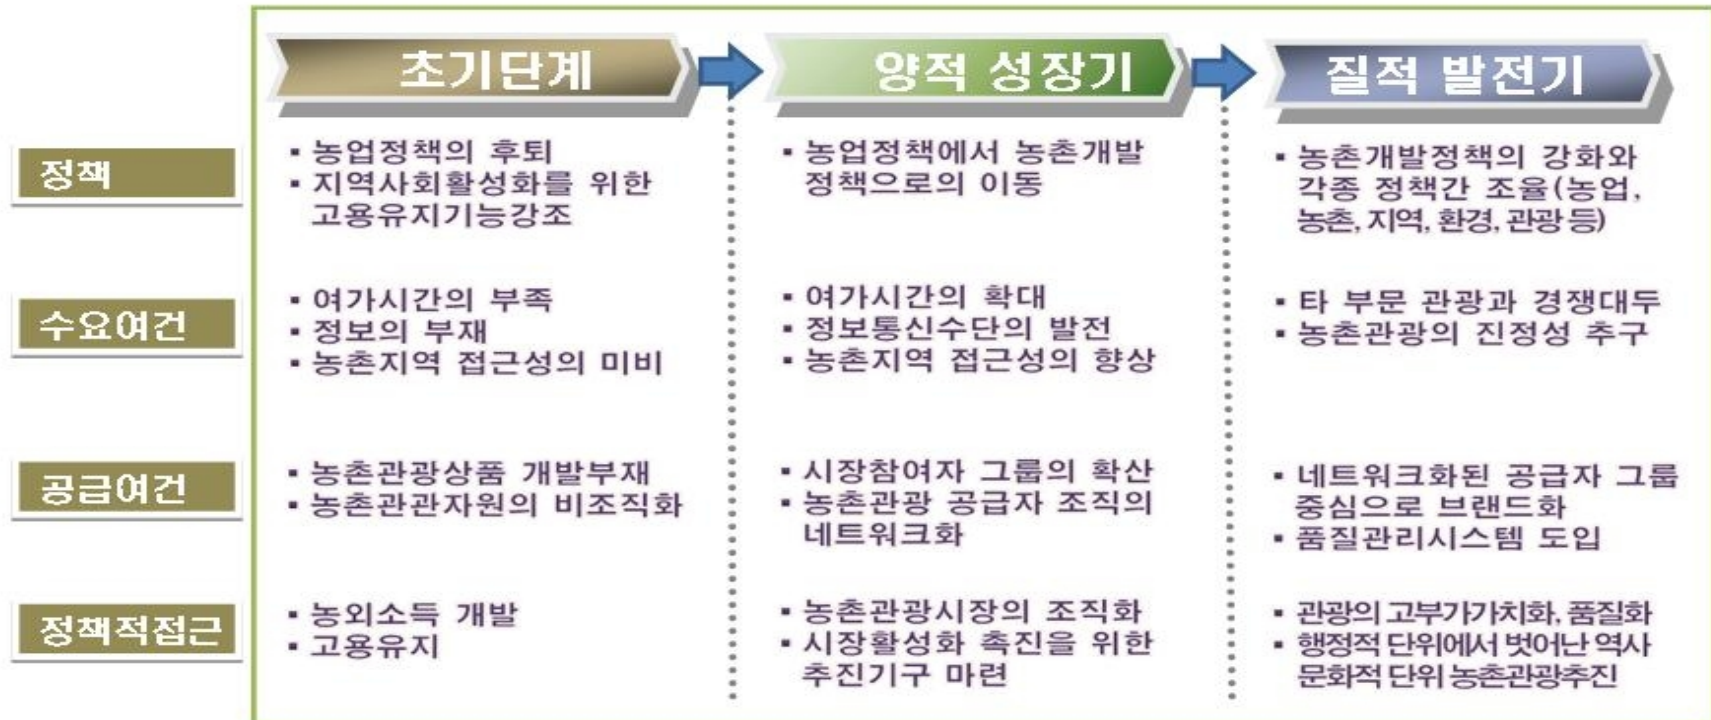 초기단계
양적 성장기
질적 발전기
정책
▪ 농업정책의 후퇴
▪ 지역사회활성화를 위한
고용유지기능강조
▪ 농업정책에서 농촌개발
정책으로의 이동
▪ 농촌개발정책의 강화와
각종 정책간 조율(농업,
농촌, 지역, 환경, 관광 등)
수요여건
▪ 여가시간의 부족
▪ 정보의 부재
▪ 농촌지역 접근성의 미비
▪ 여가시간의 확대
▪ 정보통신수단의 발전
▪ 농촌지역 접근성의 향상
▪ 타 부문 관광과 경쟁대두
▪ 농촌관광의 진정성 추구
공급여건
▪ 농촌관광상품 개발부재
▪ 농촌관관자원의 비조직화
▪ 시장참여자 그룹의 확산
▪ 농촌관광 공급자 조직의
네트워크화
▪ 네트워크화된 공급자 그룹
중심으로 브랜드화
▪ 품질관리시스템 도입
정책적접근
▪ 농외소득 개발
▪ 고용유지
▪ 농촌관광시장의 조직화
▪ 시장활성화 촉진을 위한
추진기구 마련
▪ 관광의 고부가가치화, 품질화
▪ 행정적 단위에서 벗어난 역사
문화적 단위 농촌관광추진